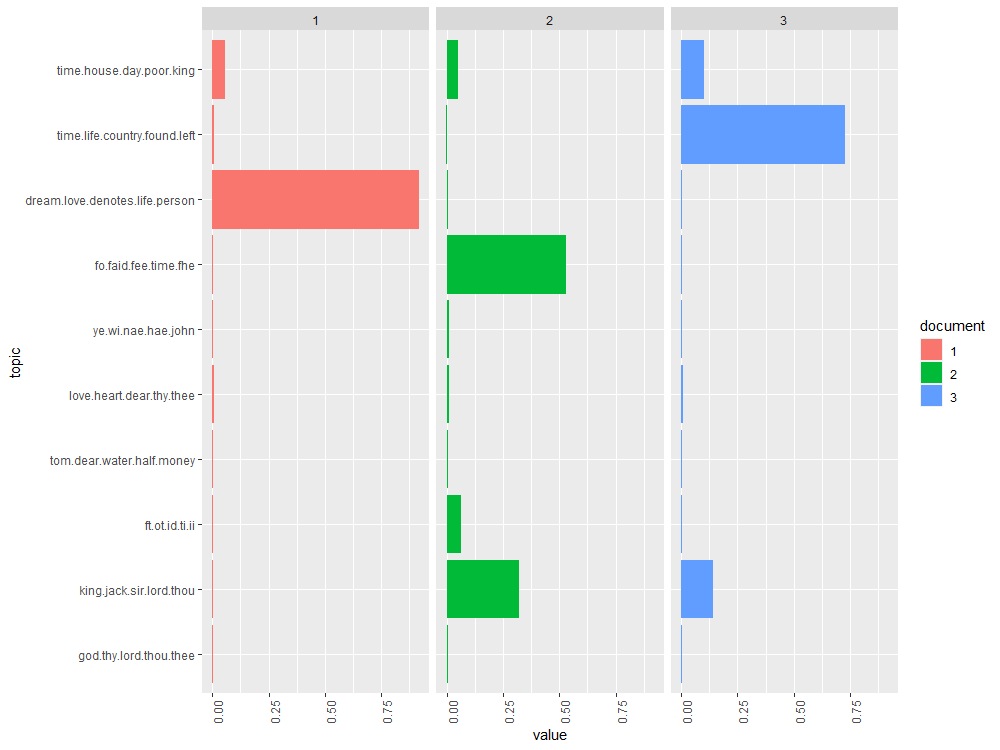 1 2 3
time.house.day.poor.king
time.life.country.found.left
dream.love.denotes.life.person
fo.faid.fee.time.fhe
ye.wi.nae.hae.john
love.heart.dear.thy.thee
tom.dear.water.half.money
ft.ot.id.ti.ii
king.jack.sir.lord.thou
god.thy.lord.thou.thee
topic
0.00 0.25 0.50 0.75 0.00 0.25 0.50 0.75 0.00 0.25 0.50 0.75
value
document
1
2
3